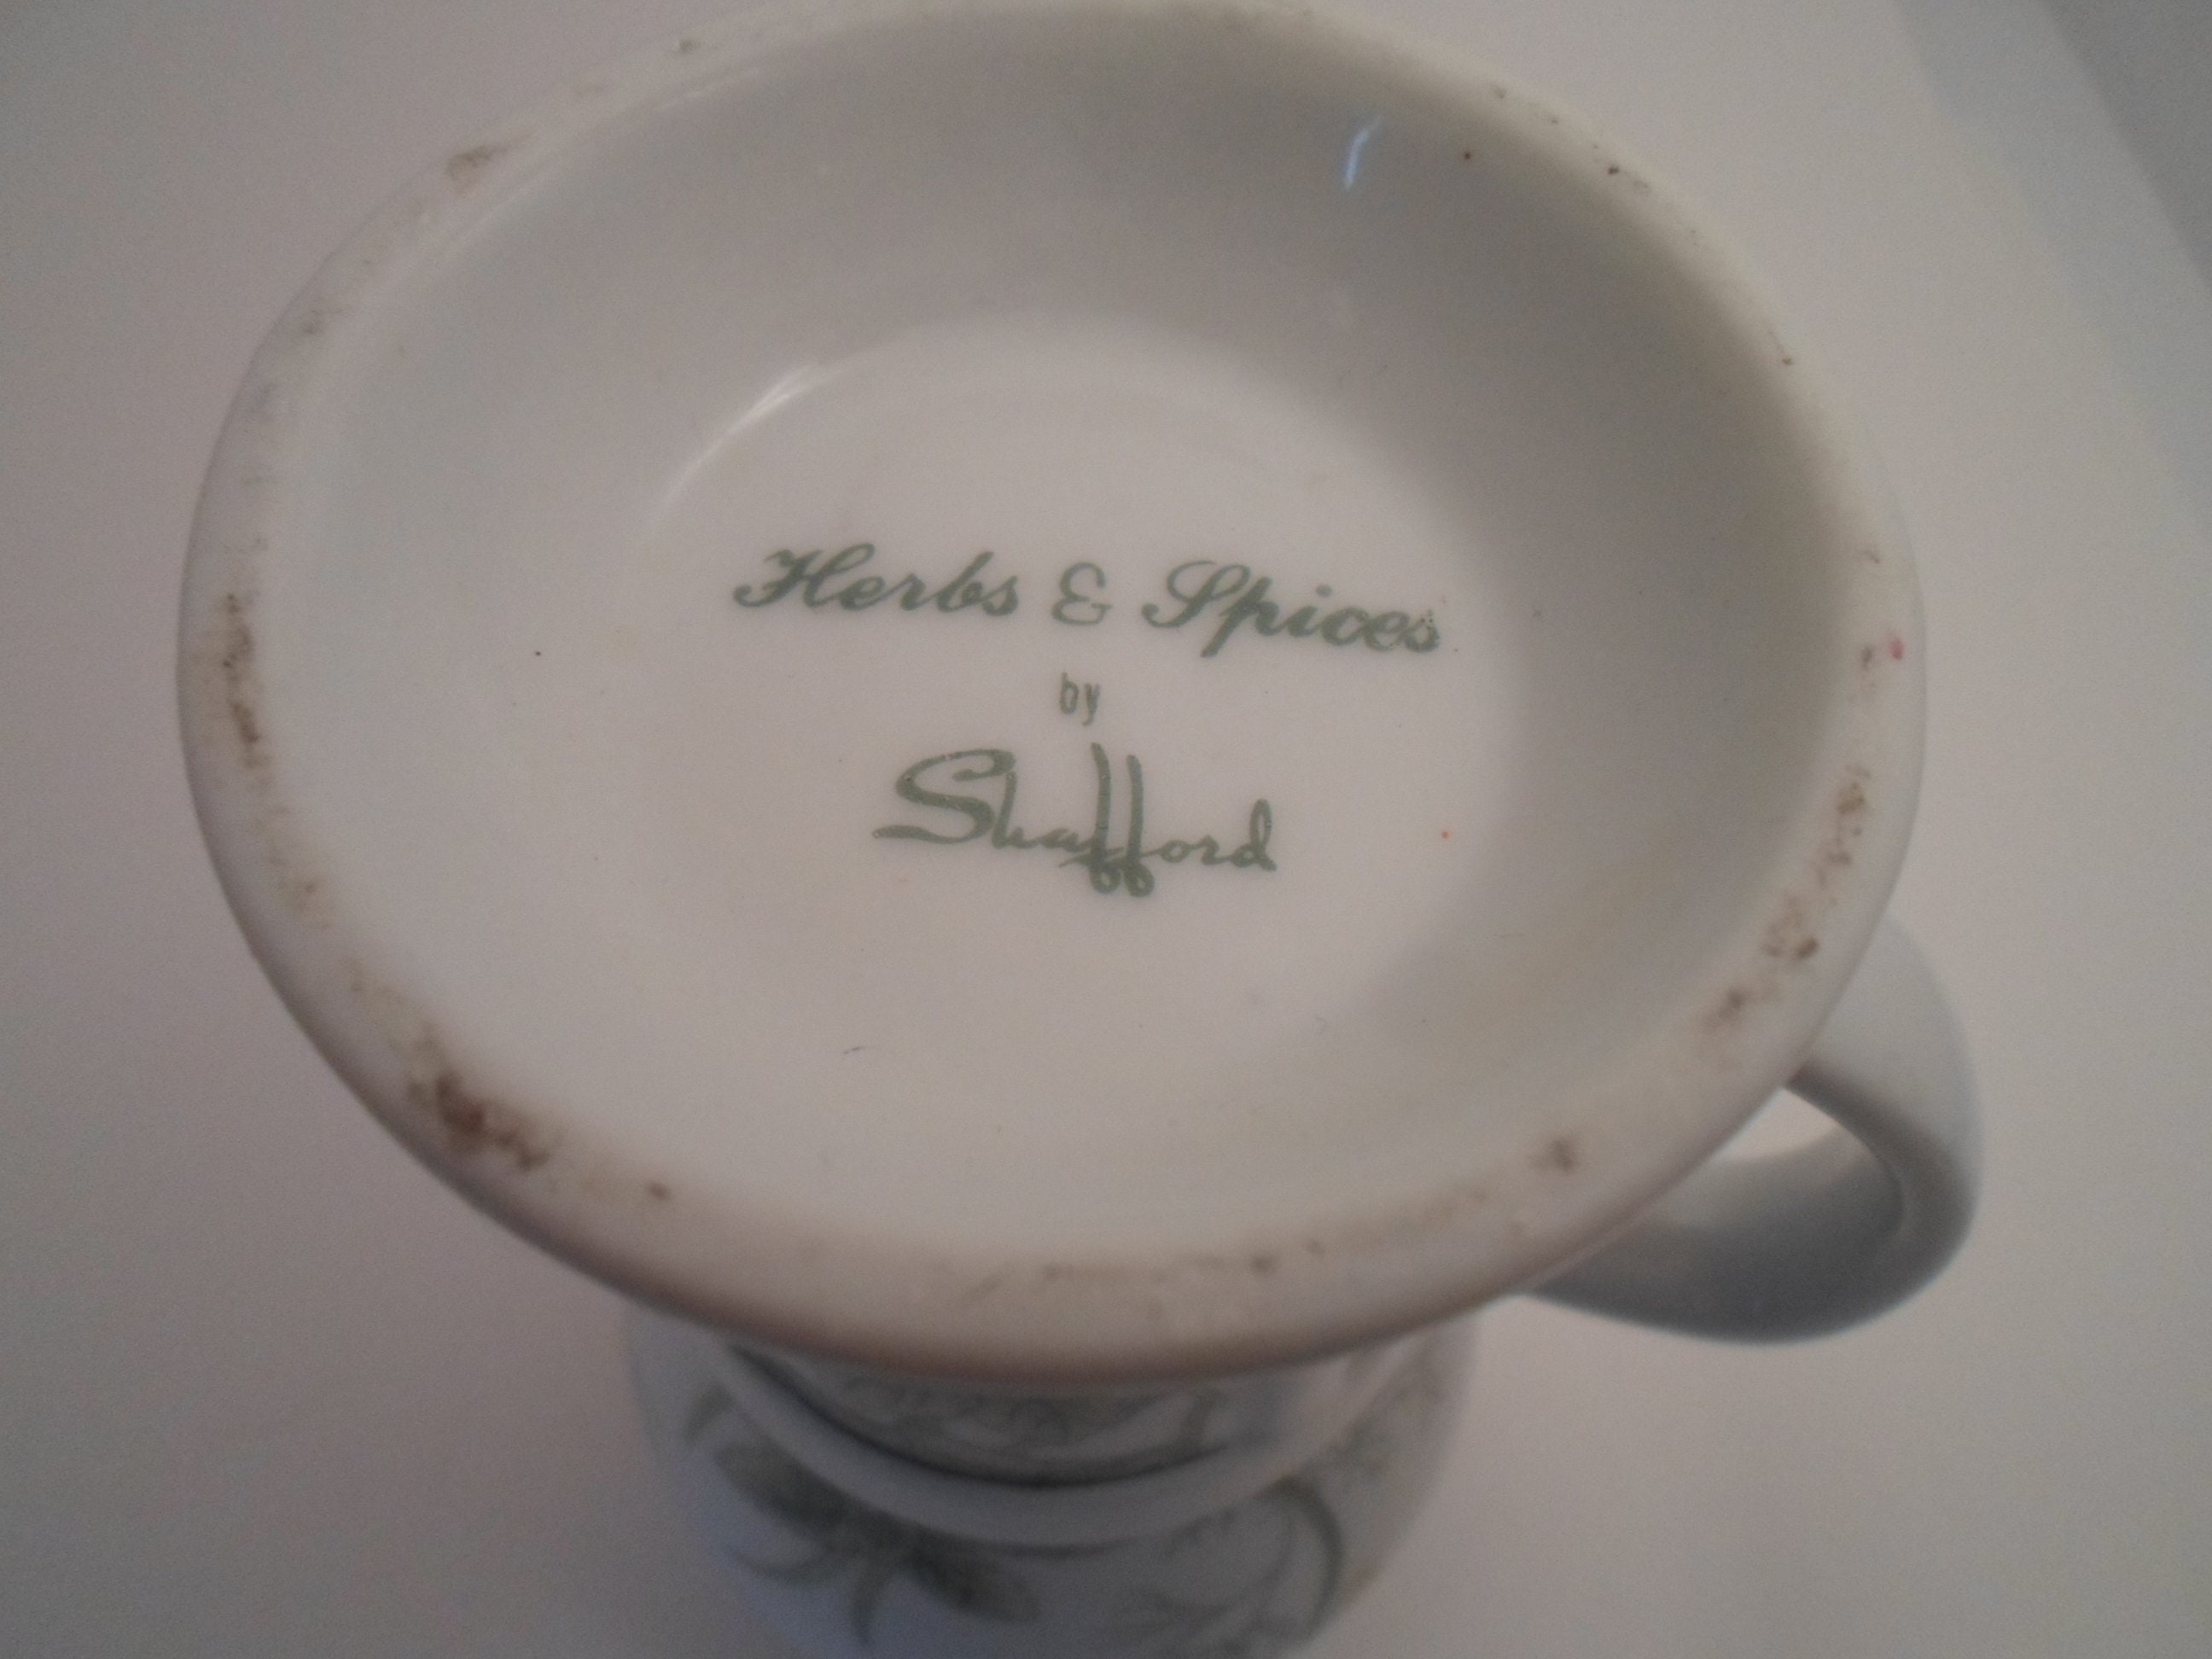 Herbs & Spices
by
Shafford